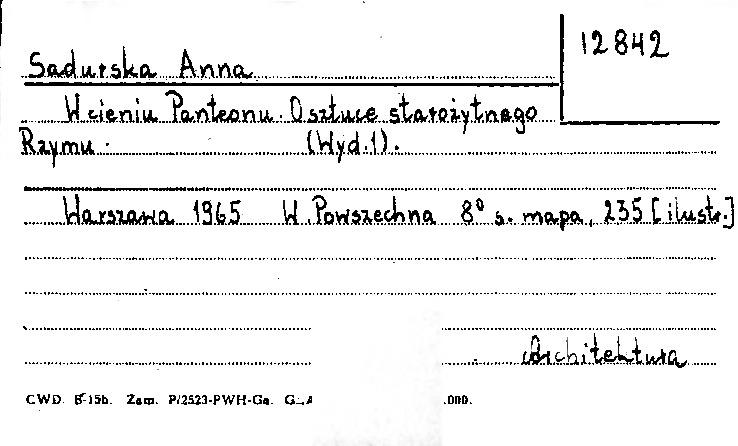 12842
Sadurska Anna
W cieniu Panteonu O sztuce starożytnego
Rzymu. (Wyd.1).
Warszawa 1965 W. Powszechna 8° s. mapa, 235 [ilustr.]
Architektura
CWD. Zam. P/2523-PWH-Ga.